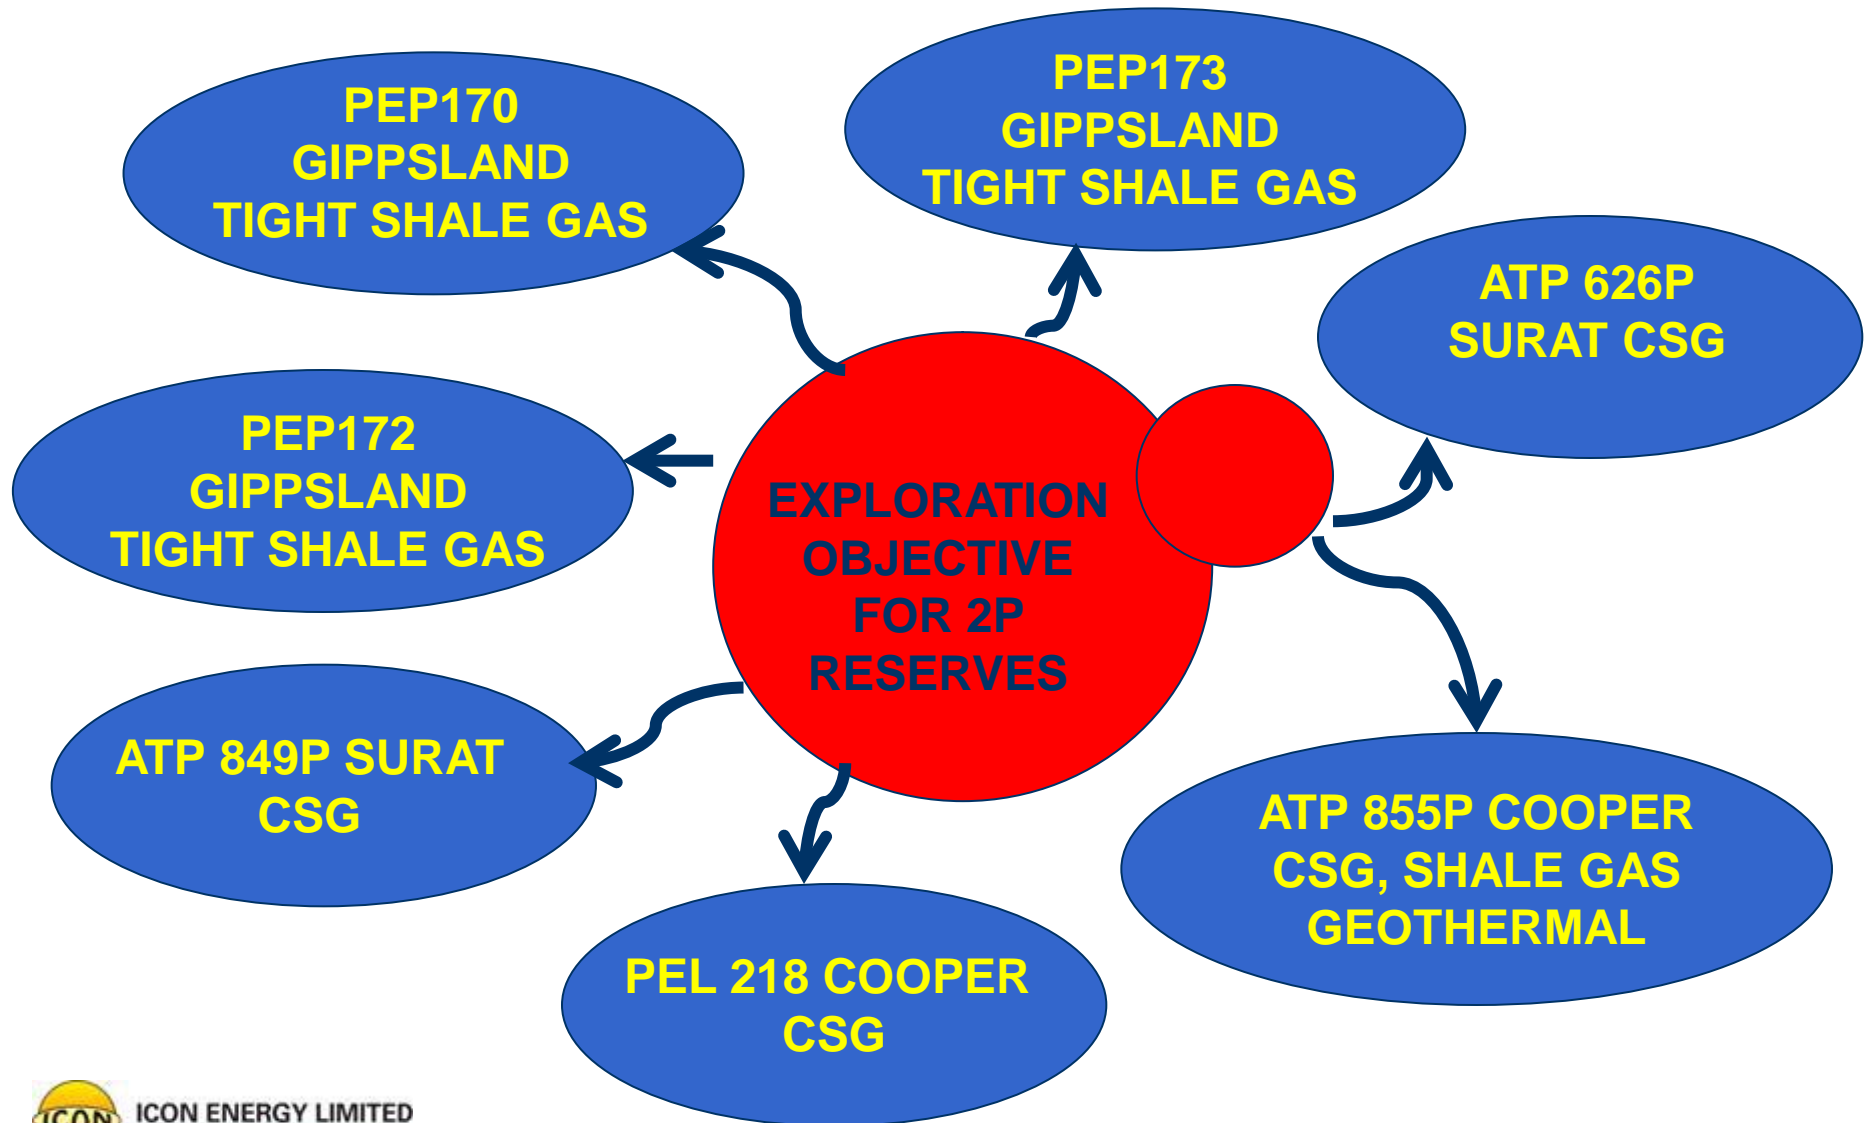 PEP170
GIPPSLAND
TIGHT SHALE GAS
PEP173
GIPPSLAND
TIGHT SHALE GAS
ATP 626P
SURAT CSG
PEP172
GIPPSLAND
TIGHT SHALE GAS
EXPLORATION
OBJECTIVE
FOR 2P
RESERVES
ATP 849P SURAT
CSG
ATP 855P COOPER
CSG, SHALE GAS
GEOTHERMAL
PEL 218 COOPER
CSG
ICON
ICON ENERGY LIMITED